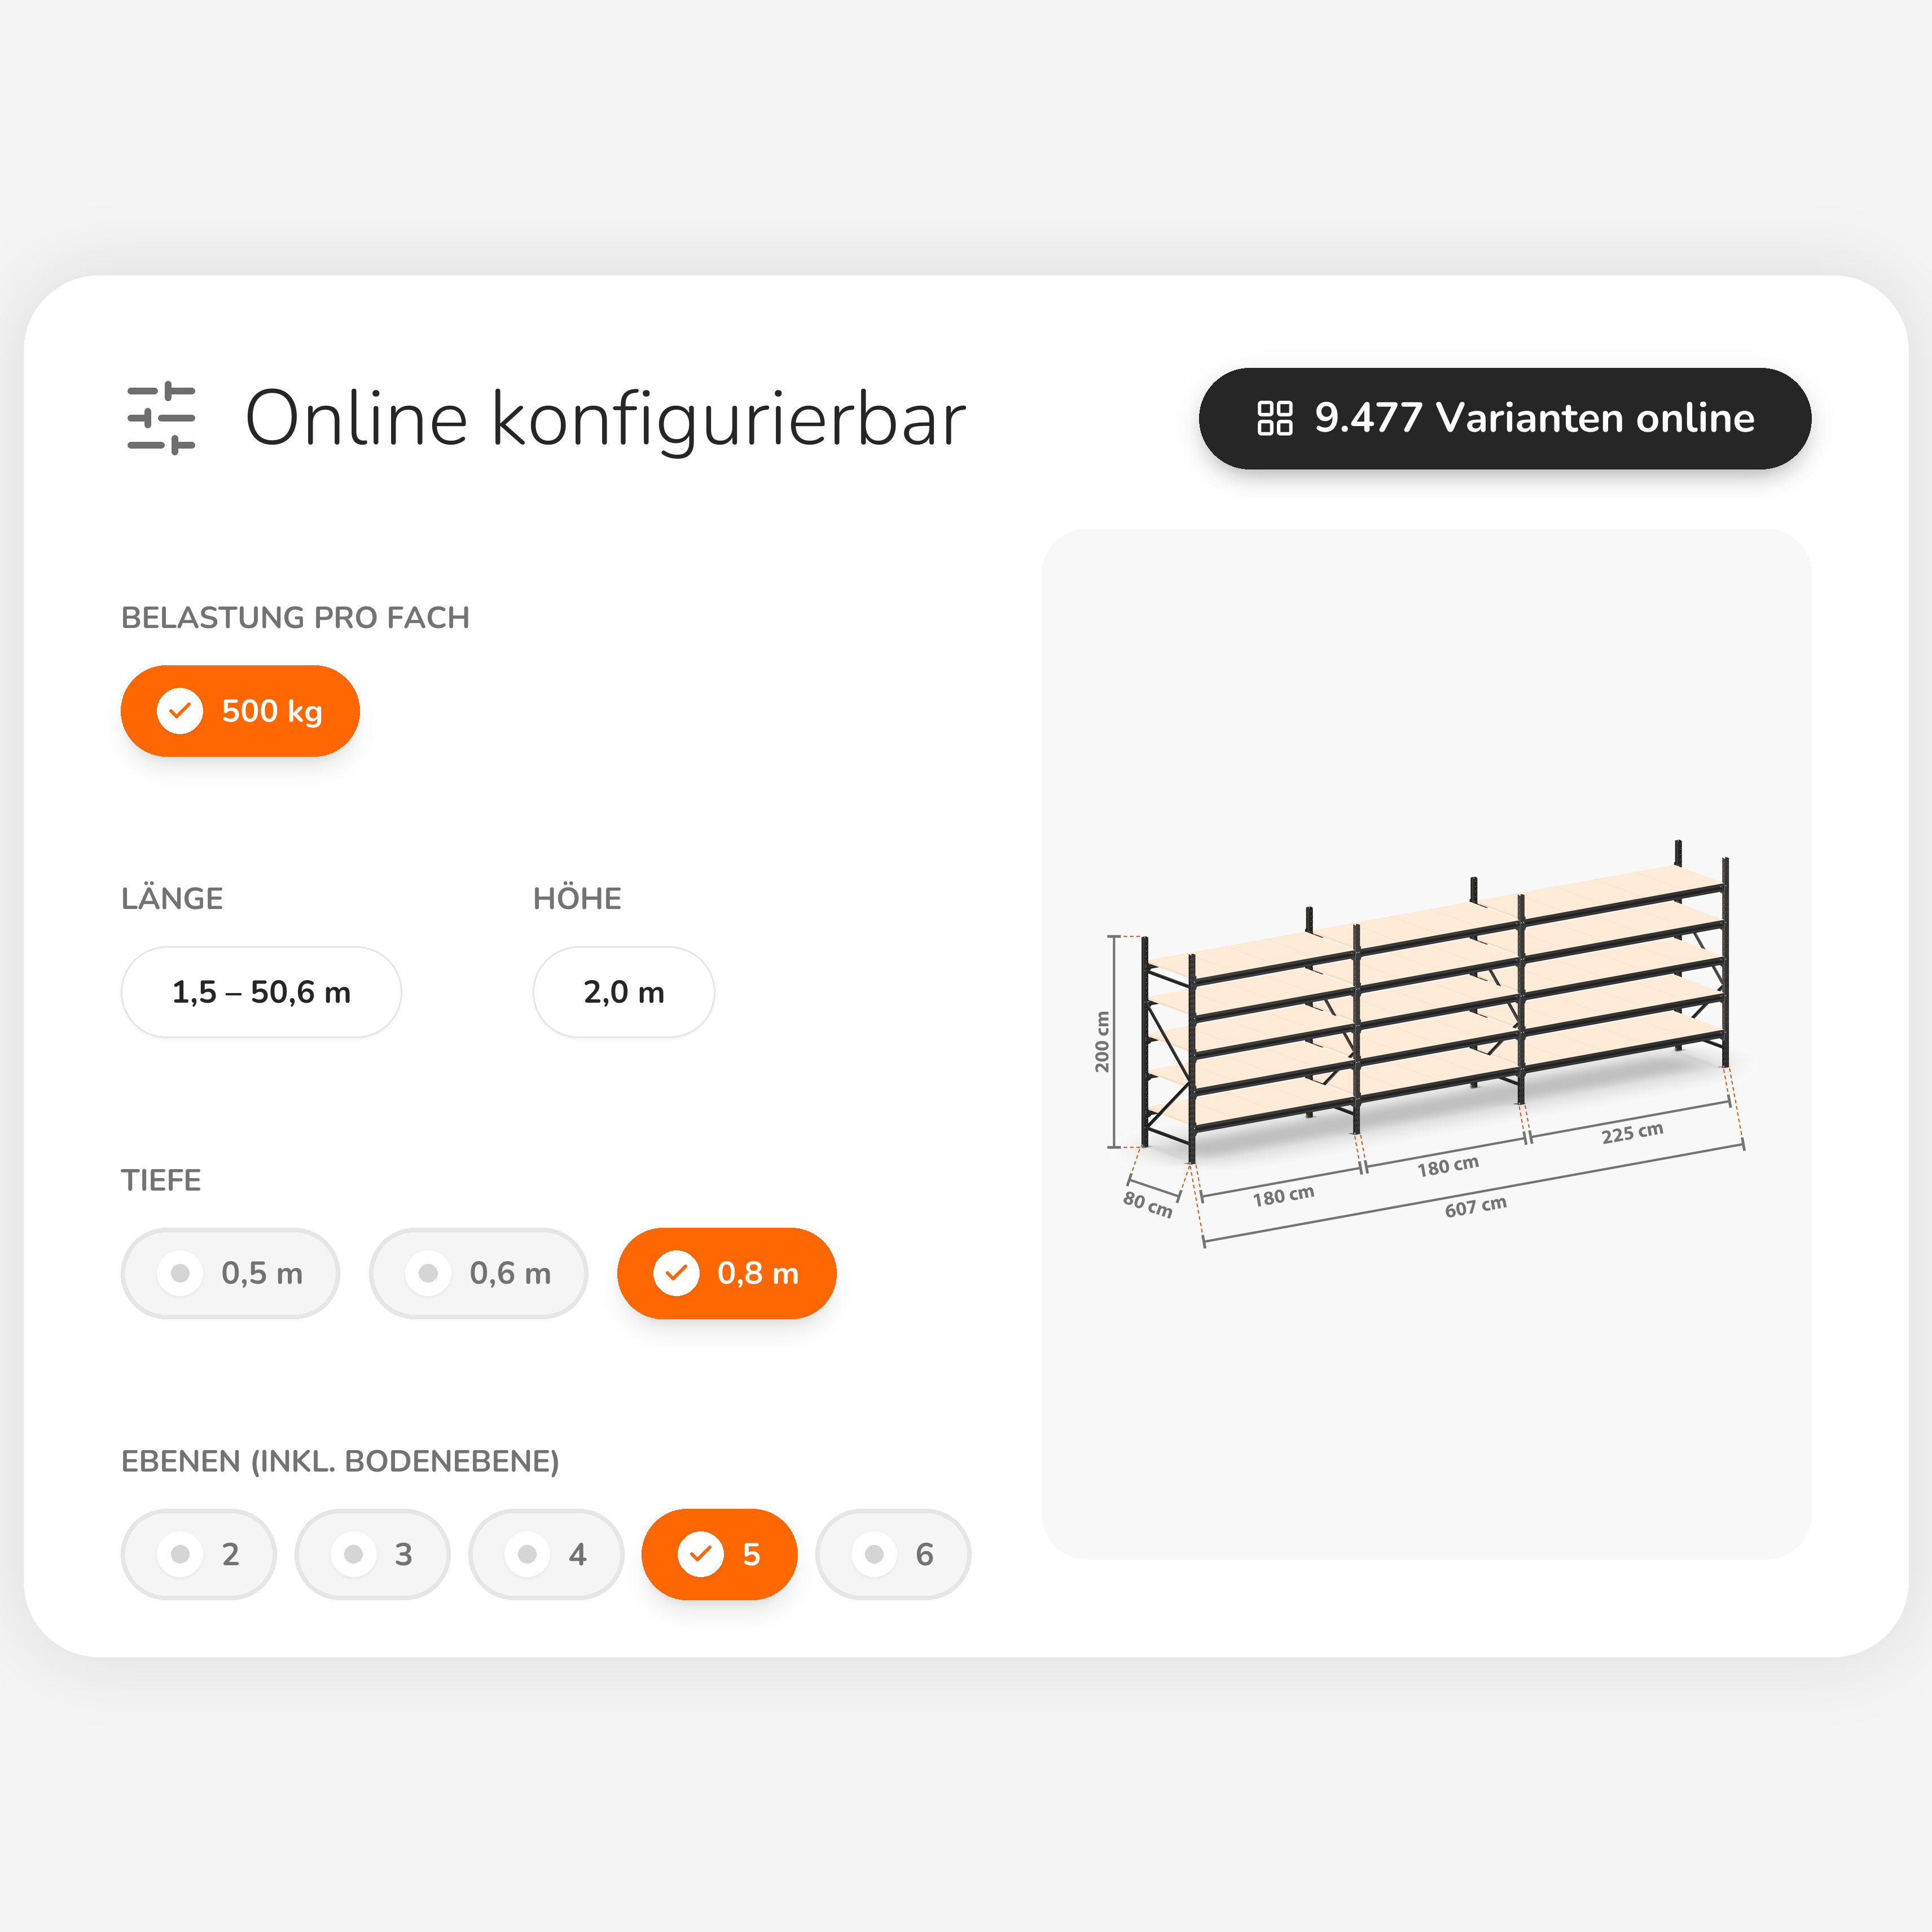 Online konfigurierbar
9.477 Varianten online
BELASTUNG PRO FACH
500 kg
LÄNGE
HÖHE
1,5 – 50,6 m
2,0 m
TIEFE
0,5 m
0,6 m
0,8 m
EBENEN (INKL. BODENEBENE)
2
3
4
5
6
200 cm
80 cm
180 cm
180 cm
225 cm
607 cm